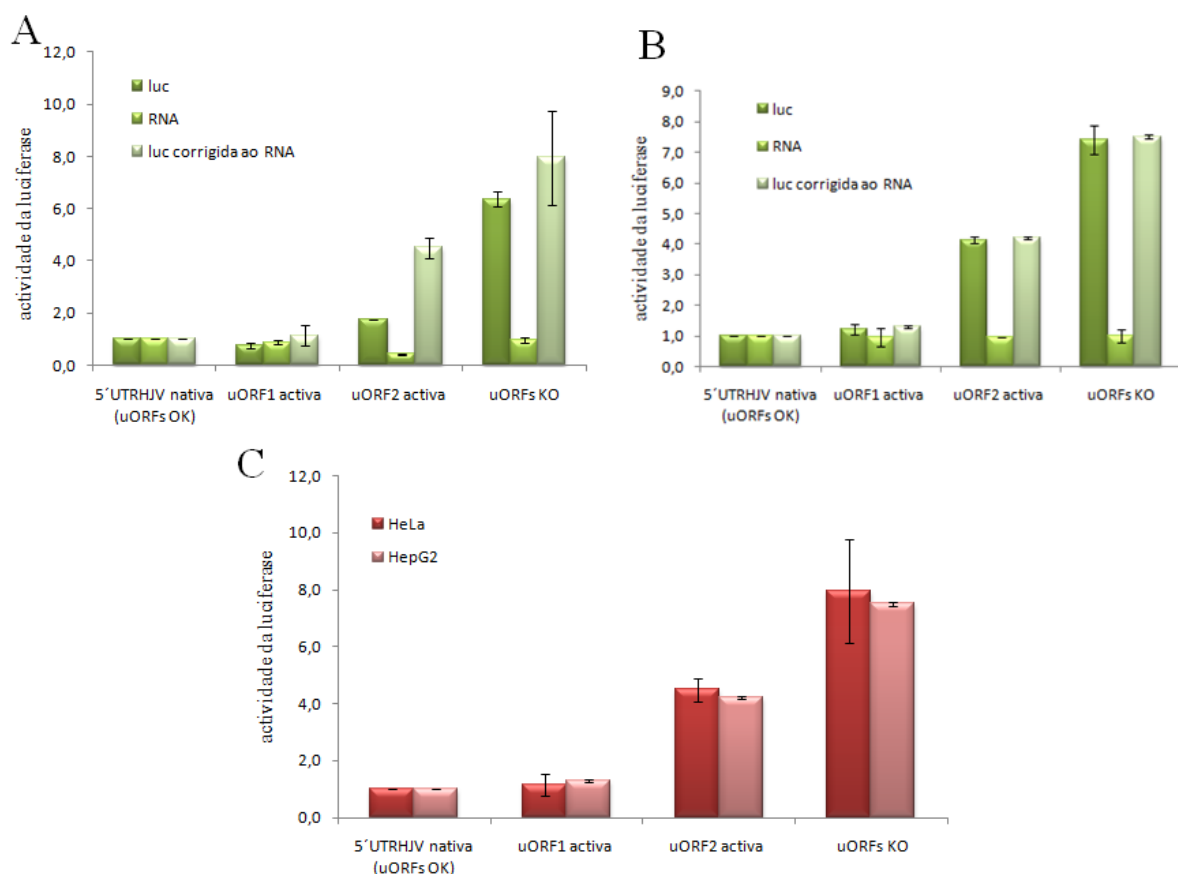 A
12,0
10,0
8,0
6,0
4,0
2,0
0,0
actividade da luciferase
luc
RNA
luc corrigida ao RNA
5´UTRHJV nativa
(uORFs OK)
uORF1 activa
uORF2 activa
uORFs KO
B
9,0
8,0
7,0
6,0
5,0
4,0
3,0
2,0
1,0
0,0
actividade da luciferase
luc
RNA
luc corrigida ao RNA
5´UTRHJV nativa
(uORFs OK)
uORF1 activa
uORF2 activa
uORFs KO
C
12,0
10,0
8,0
6,0
4,0
2,0
0,0
actividade da luciferase
HeLa
HepG2
5´UTRHJV nativa
(uORFs OK)
uORF1 activa
uORF2 activa
uORFs KO